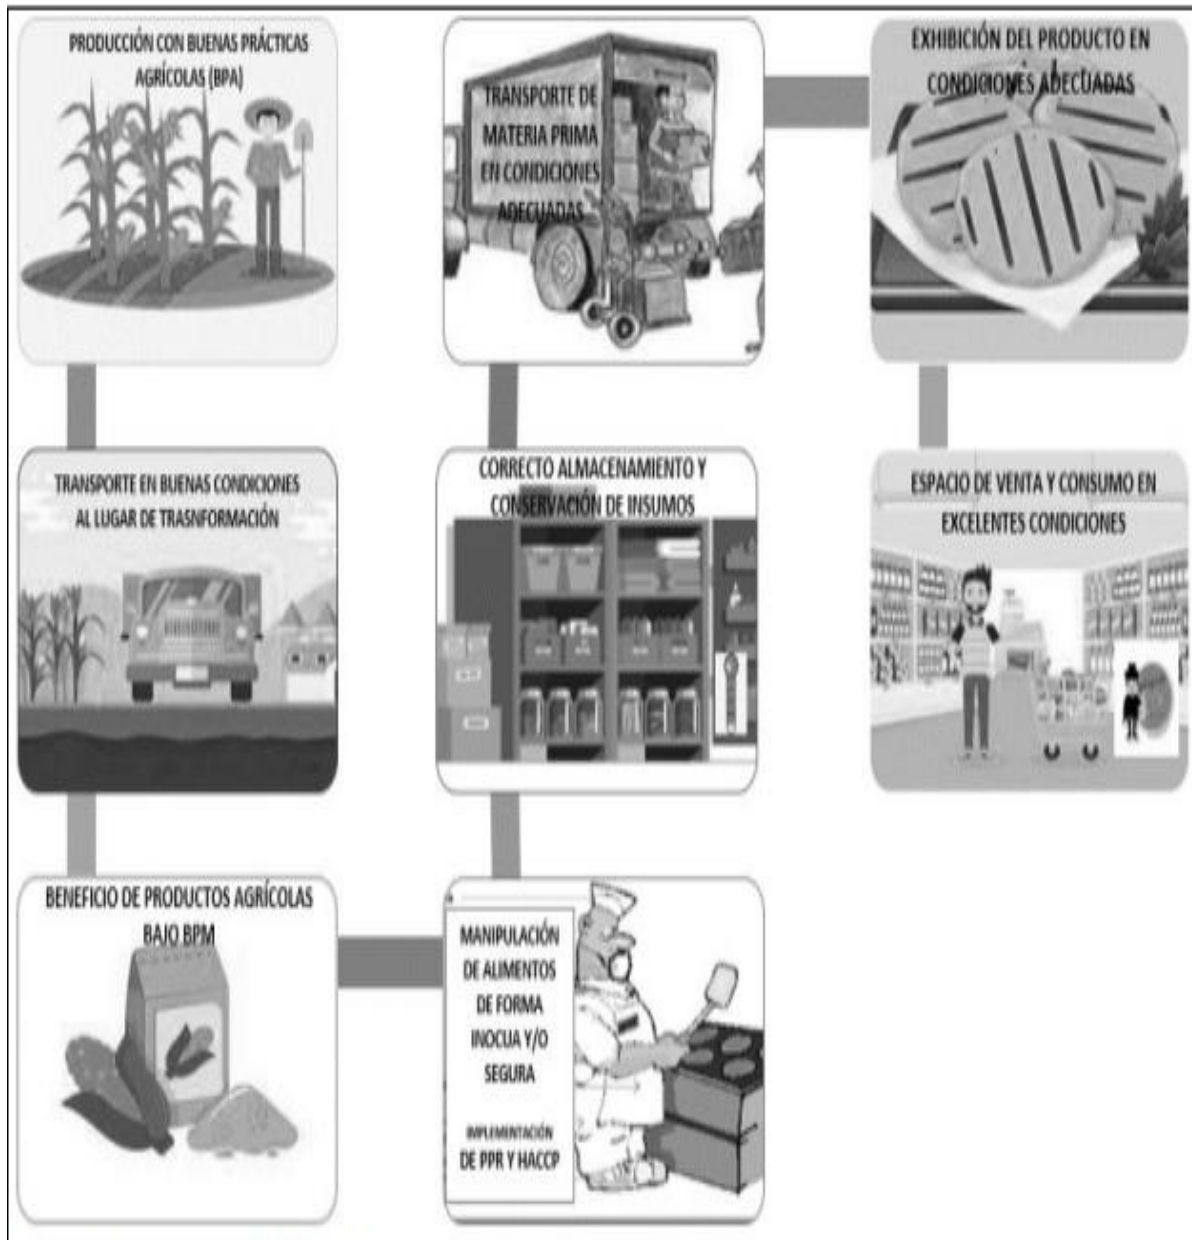 PRODUCCIÓN CON BUENAS PRÁCTICAS
AGRÍCOLAS (BPA)
TRANSPORTE EN BUENAS CONDICIONES
AL LUGAR DE TRASNFORMACIÓN
BENEFICIO DE PRODUCTOS AGRÍCOLAS
BAJO BPM
MANIPULACIÓN
DE ALIMENTOS
DE FORMA
INOCUA Y/O
SEGURA
IMPLEMENTACIÓN
DE PPR Y HACCP
CORRECTO ALMACENAMIENTO Y
CONSERVACIÓN DE INSUMOS
TRANSPORTE DE
MATERIA PRIMA
EN CONDICIONES
ADECUADAS
EXHIBICIÓN DEL PRODUCTO EN
CONDICIONES ADECUADAS
ESPACIO DE VENTA Y CONSUMO EN
EXCELENTES CONDICIONES